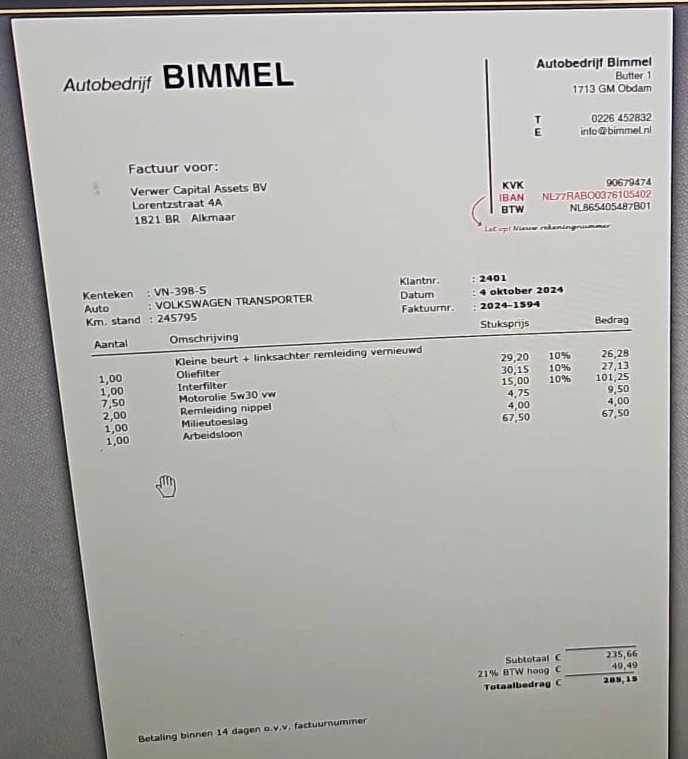 Autobedrijf BIMMEL
Autobedrijf Bimmel
Butter 1
1713 GM Obdam
T 0226 452832
E info@bimmel.nl
KVK 90679474
IBAN NL77RABO0376105402
BTW NL865405487B01
Let op! Nieuw rekeningnummer
Factuur voor:
Verwer Capital Assets BV
Lorentzstraat 4A
1821 BR Alkmaar
Kenteken : VN-398-S
Auto : VOLKSWAGEN TRANSPORTER
Km. stand : 245795
Klantnr. : 2401
Datum : 4 oktober 2024
Faktuurnr. : 2024-1594
Aantal Omschrijving Stuksprijs Bedrag
Kleine beurt + linksachter remleiding vernieuwd
1,00 Oliefilter 29,20 10% 26,28
1,00 Interfilter 30,15 10% 27,13
7,50 Motorolie 5w30 vw 15,00 10% 101,25
2,00 Remleiding nippel 4,75 9,50
1,00 Milieutoeslag 4,00 4,00
1,00 Arbeidsloon 67,50 67,50
Subtotaal € 235,66
21% BTW hoog € 49,49
Totaalbedrag € 285,15
Betaling binnen 14 dagen o.v.v. factuurnummer